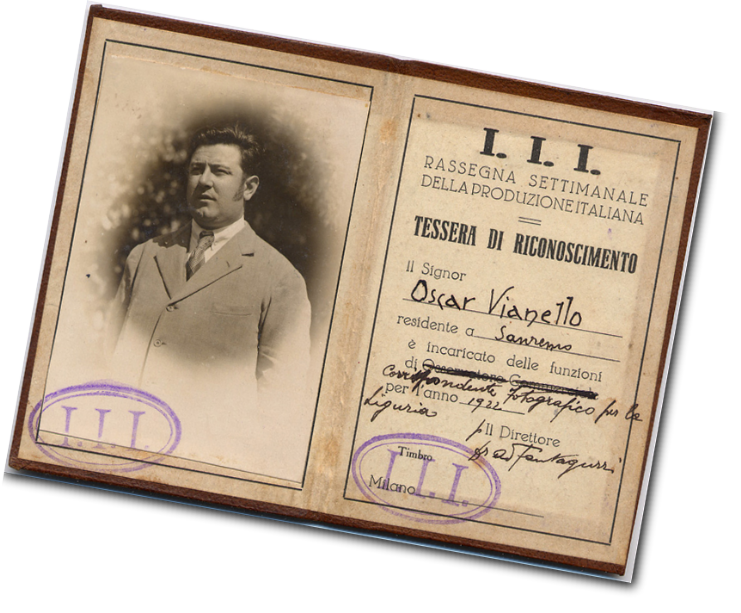 I. I. I.
I. I. I.
RASSEGNA SETTIMANALE
DELLA PRODUZIONE ITALIANA
TESSERA DI RICONOSCIMENTO
Il Signor
Oscar Vianello
residente a Sanremo
è incaricato delle funzioni
di
corrispondente fotografico per la
per l'anno 1922
Liguria
p Il Direttore
Timbro
Milano
I. I. I.